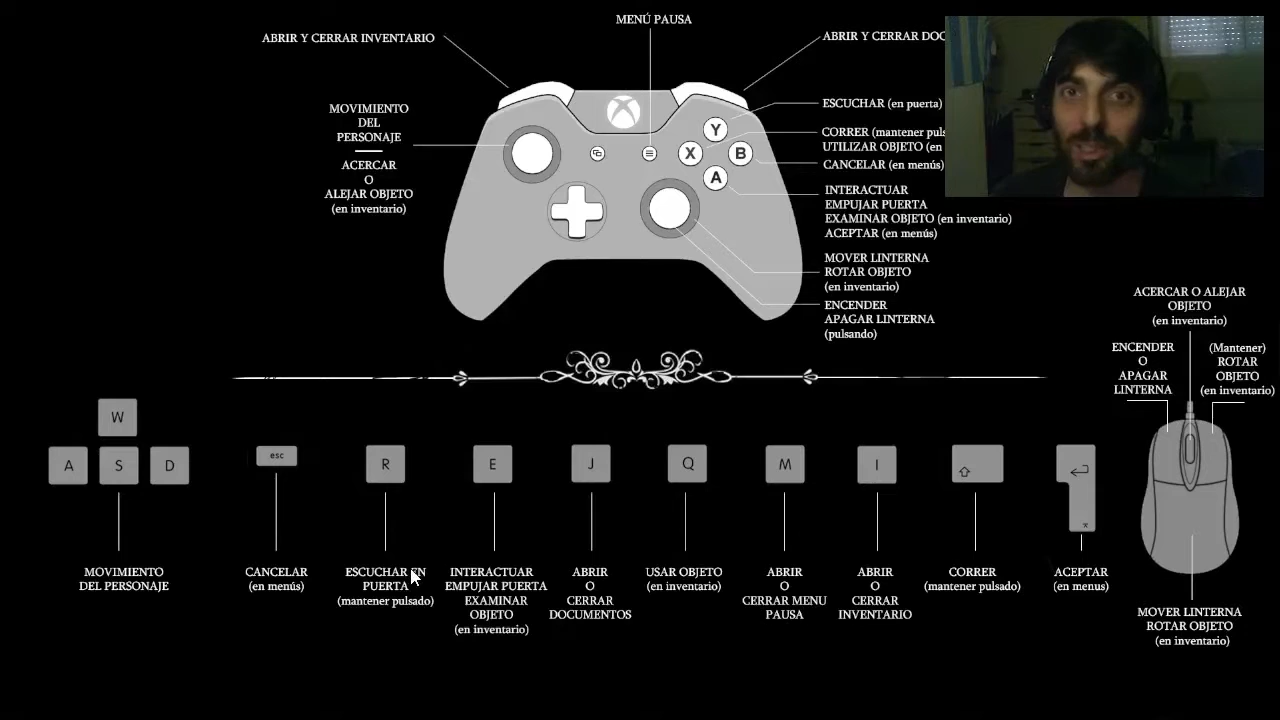 MENÚ PAUSA
ABRIR Y CERRAR INVENTARIO
ABRIR Y CERRAR DOC
MOVIMIENTO
DEL
PERSONAJE
ACERCAR
O
ALEJAR OBJETO
(en inventario)
Y
X
B
A
ESCUCHAR (en puerta)
CORRER (mantener puls
UTILIZAR OBJETO (en
CANCELAR (en menús)
INTERACTUAR
EMPUJAR PUERTA
EXAMINAR OBJETO (en inventario)
ACEPTAR (en menús)
MOVER LINTERNA
ROTAR OBJETO
(en inventario)
ENCENDER
APAGAR LINTERNA
(pulsando)
ACERCAR O ALEJAR
OBJETO
(en inventario)
ENCENDER
O
APAGAR
LINTERNA
(Mantener)
ROTAR
OBJETO
(en inventario)
W
A S D
esc
R
E
J
Q
M
I
MOVIMIENTO
DEL PERSONAJE
CANCELAR
(en menús)
ESCUCHAR EN
PUERTA
(mantener pulsado)
INTERACTUAR
EMPUJAR PUERTA
EXAMINAR
OBJETO
(en inventario)
ABRIR
O
CERRAR
DOCUMENTOS
USAR OBJETO
(en inventario)
ABRIR
O
CERRAR MENU
PAUSA
ABRIR
O
CERRAR
INVENTARIO
CORRER
(mantener pulsado)
ACEPTAR
(en menus)
MOVER LINTERNA
ROTAR OBJETO
(en inventario)